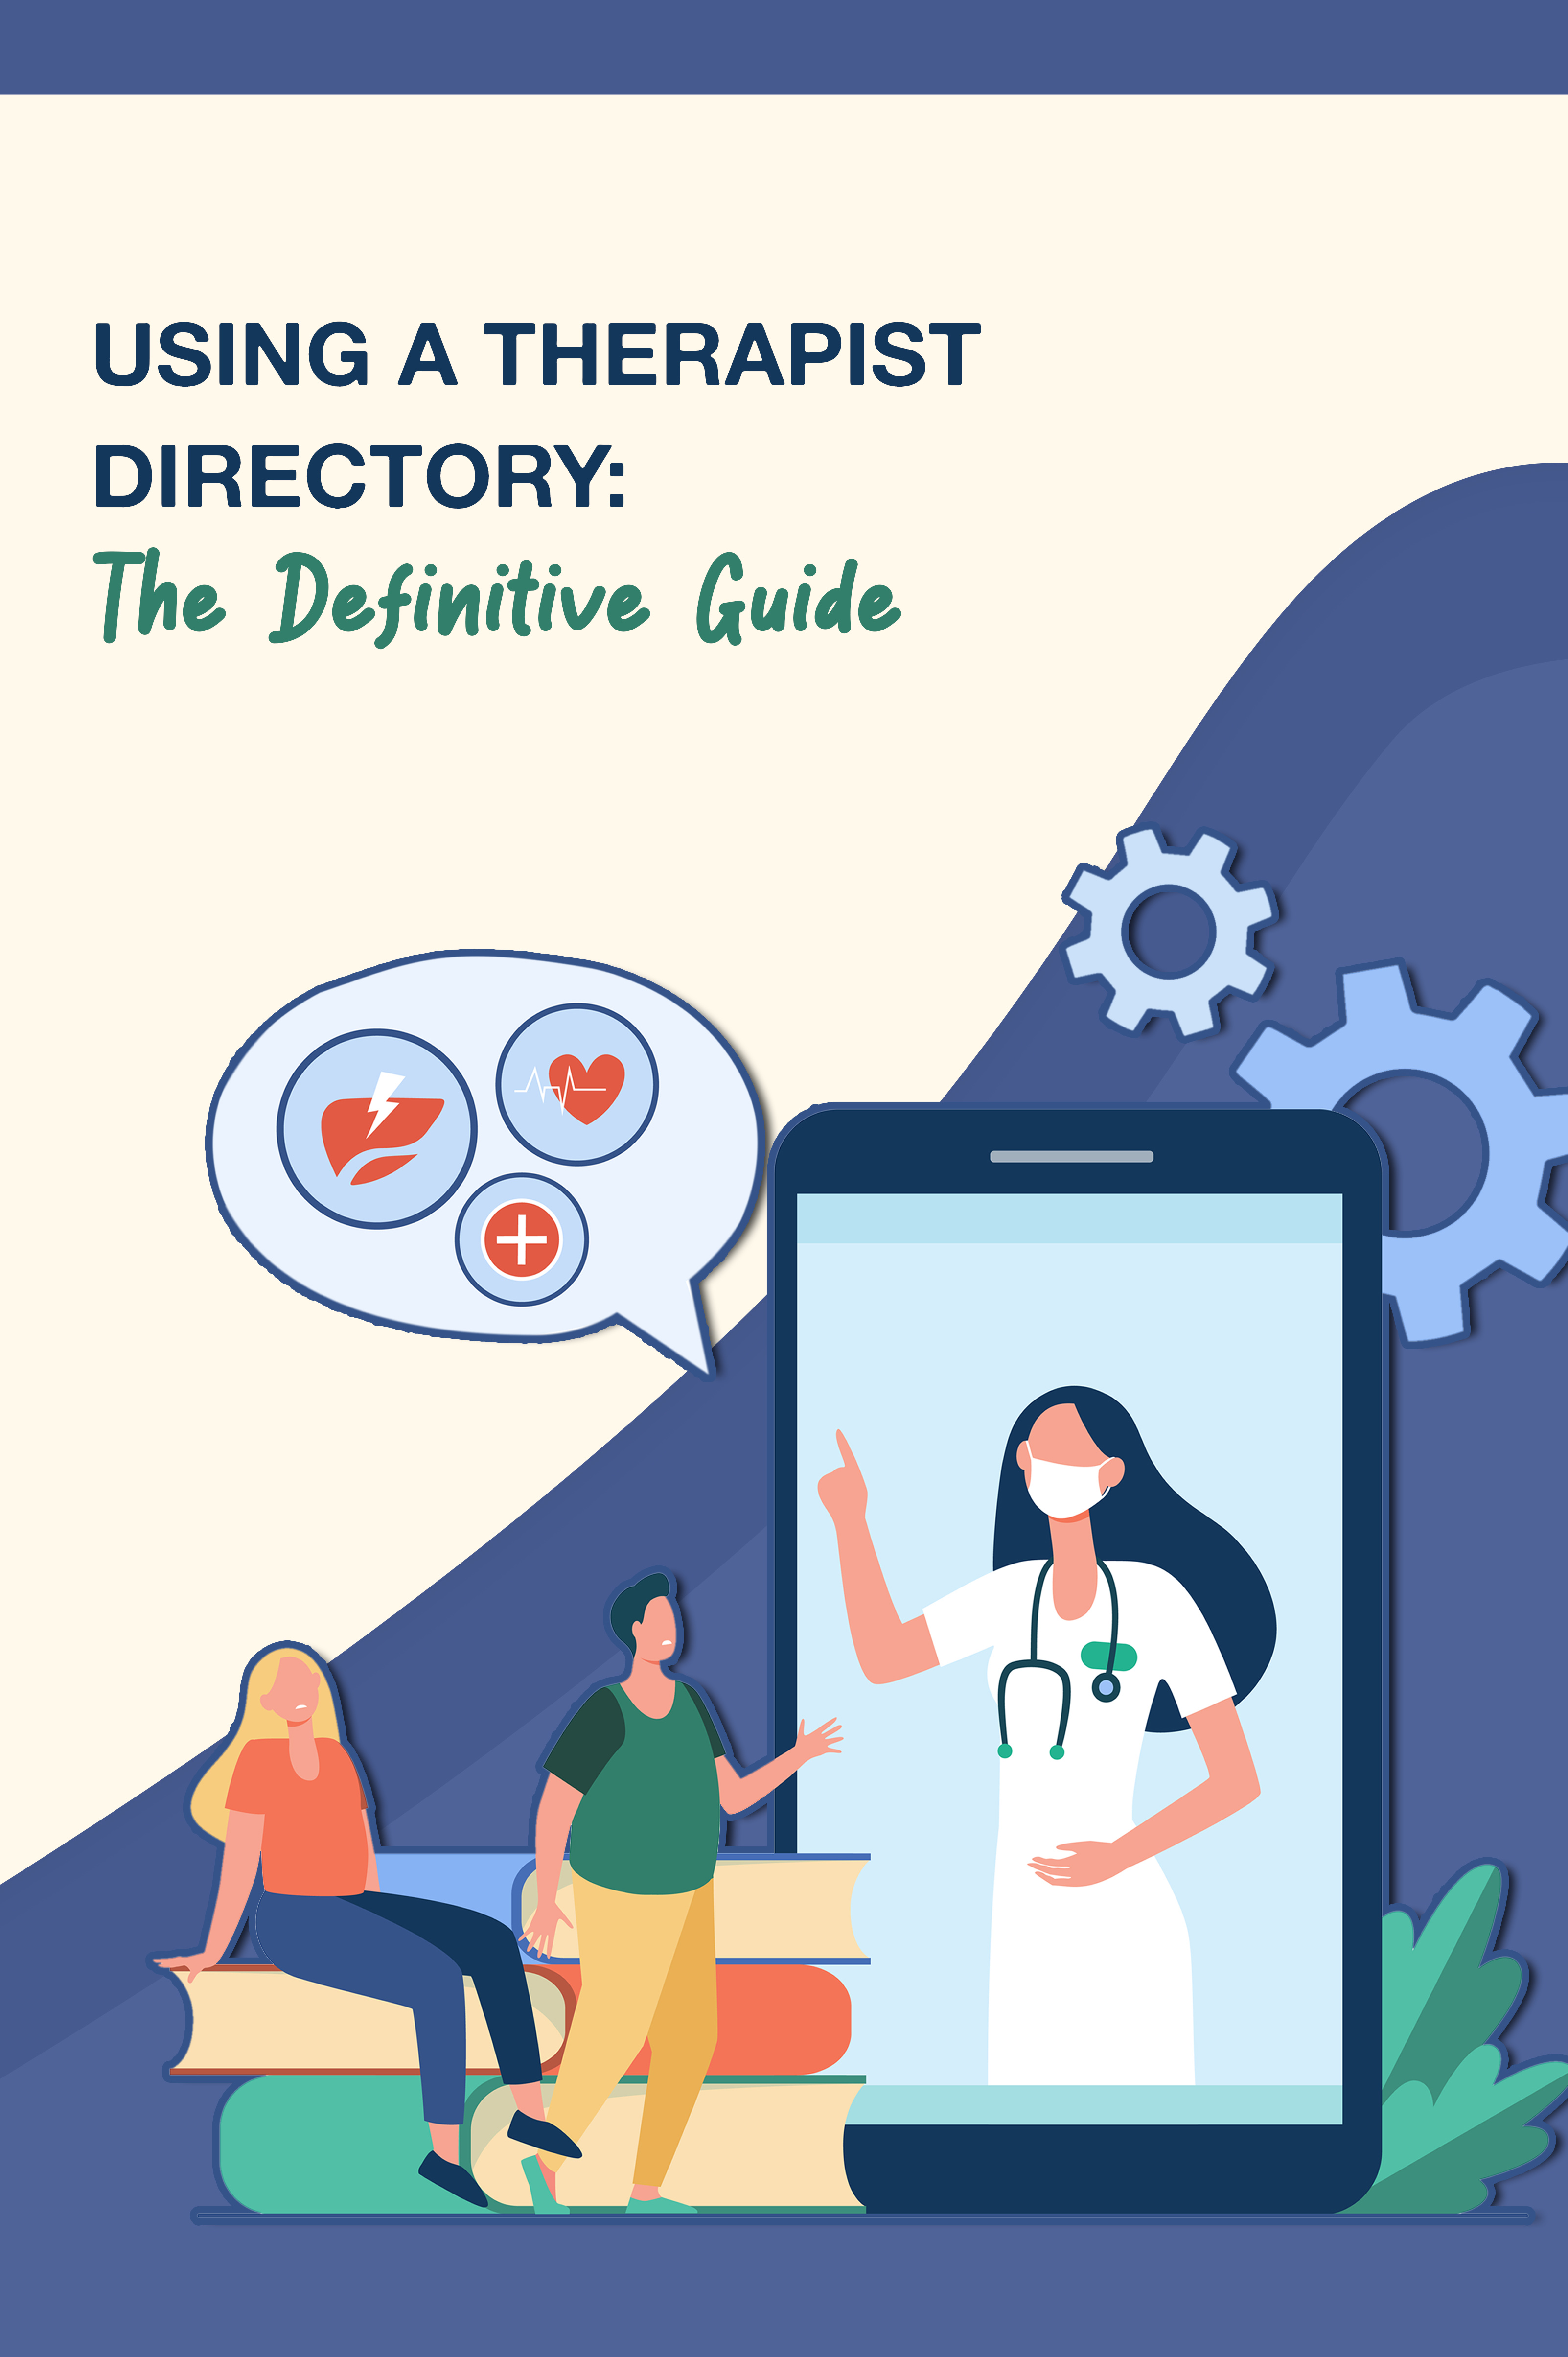 USING A THERAPIST
DIRECTORY:
The Definitive Guide